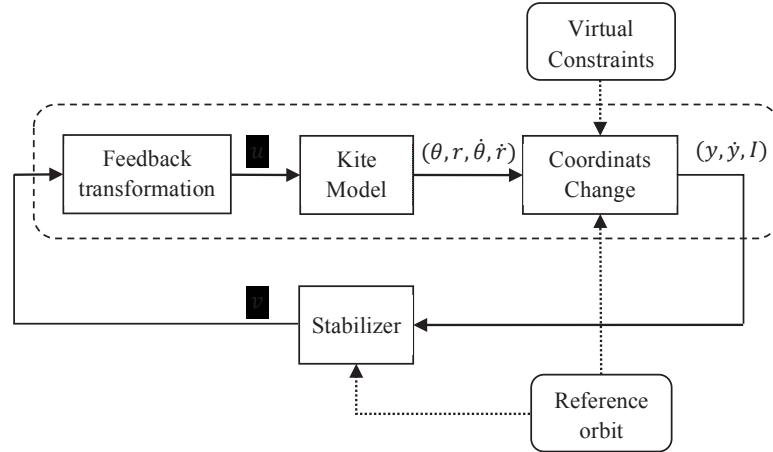 Virtual
Constraints
Feedback
transformation
u
Kite
Model
(θ, r, θ̇, ṙ)
Coordinats
Change
(y, ẏ, I)
v
Stabilizer
Reference
orbit